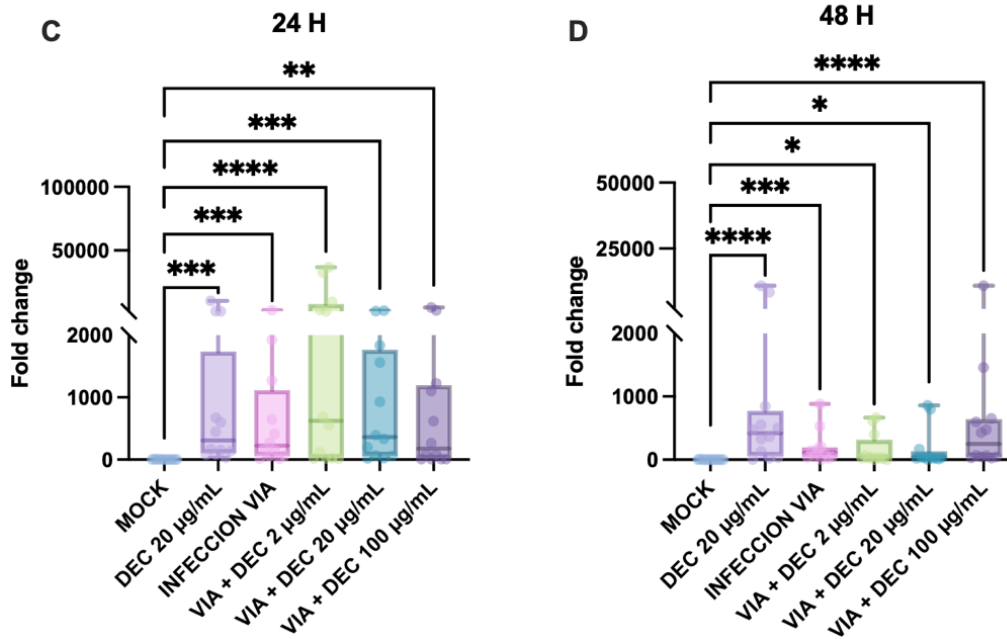 C
24 H
**
***
****
***
***
100000
50000
2000
1000
0
Fold change
MOCK
DEC 20 µg/mL
INFECCION VIA
VIA + DEC 2 µg/mL
VIA + DEC 20 µg/mL
VIA + DEC 100 µg/mL
D
48 H
****
*
*
***
****
50000
25000
2000
1000
0
Fold change
MOCK
DEC 20 µg/mL
INFECCION VIA
VIA + DEC 2 µg/mL
VIA + DEC 20 µg/mL
VIA + DEC 100 µg/mL